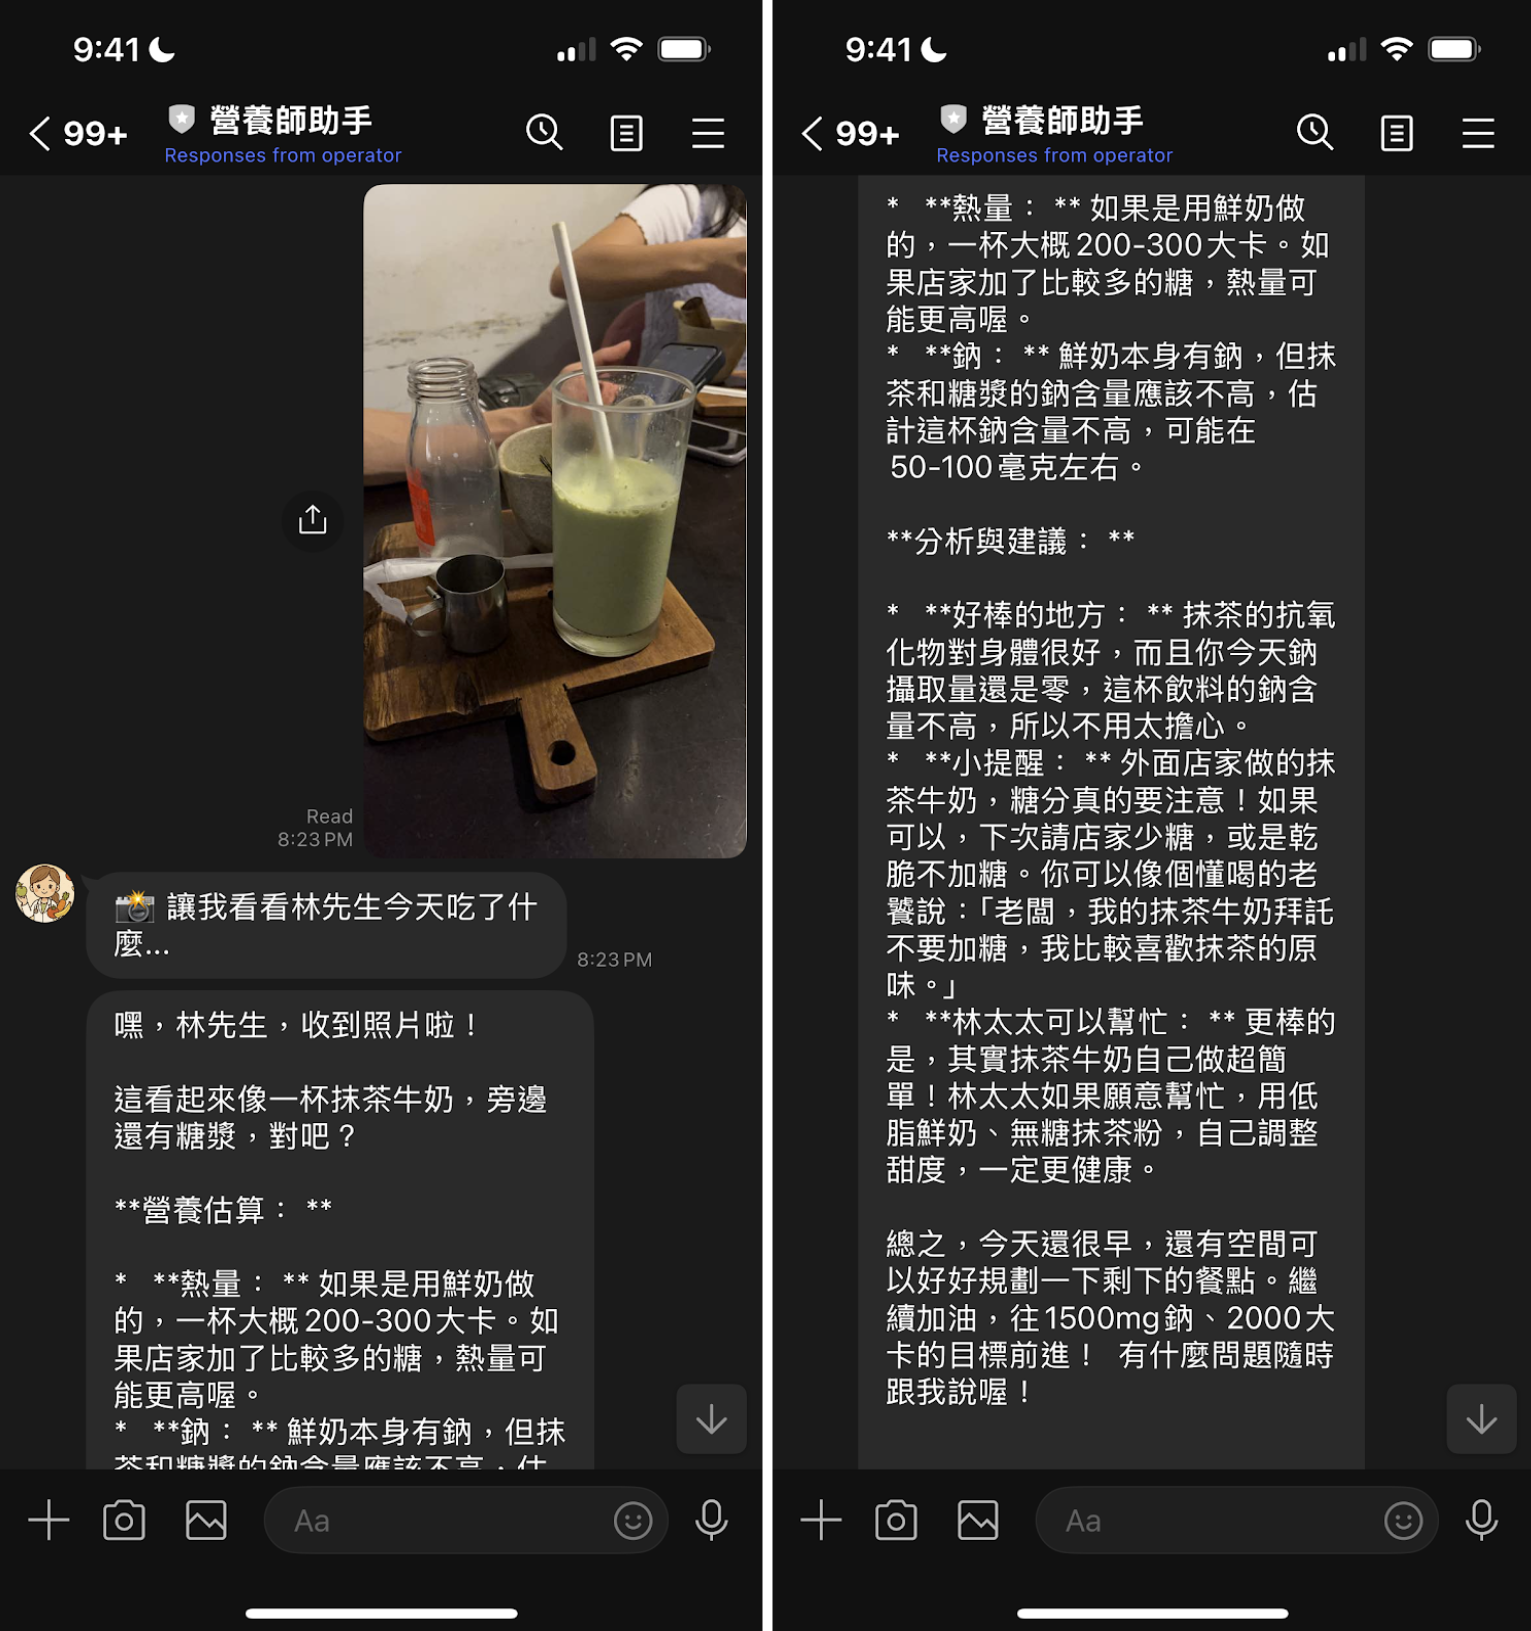 9:41
99+
營養師助手
Responses from operator
Read
8:23 PM
讓我看看林先生今天吃了什
麼...
8:23 PM
嘿，林先生，收到照片啦！
這看起來像一杯抹茶牛奶，旁邊
還有糖漿，對吧？
**營養估算： **
* **熱量： ** 如果是用鮮奶做
的，一杯大概 200-300 大卡。如
果店家加了比較多的糖，熱量可
能更高喔。
* **鈉： ** 鮮奶本身有鈉，但抹
茶和糖漿的鈉含量應該不高，估
Aa
9:41
99+
營養師助手
Responses from operator
* **熱量： ** 如果是用鮮奶做
的，一杯大概 200-300 大卡。如
果店家加了比較多的糖，熱量可
能更高喔。
* **鈉： ** 鮮奶本身有鈉，但抹
茶和糖漿的鈉含量應該不高，估
計這杯鈉含量不高，可能在
50-100 毫克左右。
**分析與建議： **
* **好棒的地方： ** 抹茶的抗氧
化物對身體很好，而且你今天鈉
攝取量還是零，這杯飲料的鈉含
量不高，所以不用太擔心。
* **小提醒： ** 外面店家做的抹
茶牛奶，糖分真的要注意！如果
可以，下次請店家少糖，或是乾
脆不加糖。你可以像個懂喝的老
饕說：「老闆，我的抹茶牛奶拜託
不要加糖，我比較喜歡抹茶的原
味。」
* **林太太可以幫忙： ** 更棒的
是，其實抹茶牛奶自己做超簡
單！林太太如果願意幫忙，用低
脂鮮奶、無糖抹茶粉，自己調整
甜度，一定更健康。
總之，今天還很早，還有空間可
以好好規劃一下剩下的餐點。繼
續加油，往 1500mg 鈉、2000 大
卡的目標前進！ 有什麼問題隨時
跟我說喔！
Aa